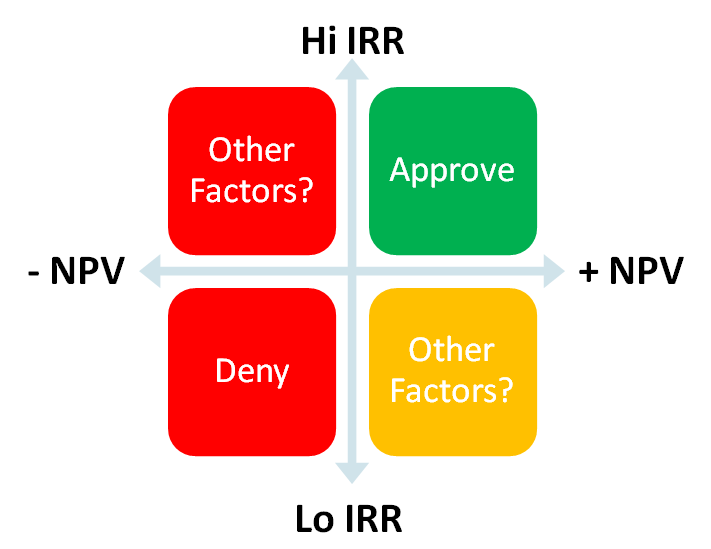 Hi IRR
Other
Factors?
Approve
- NPV
+ NPV
Deny
Other
Factors?
Lo IRR